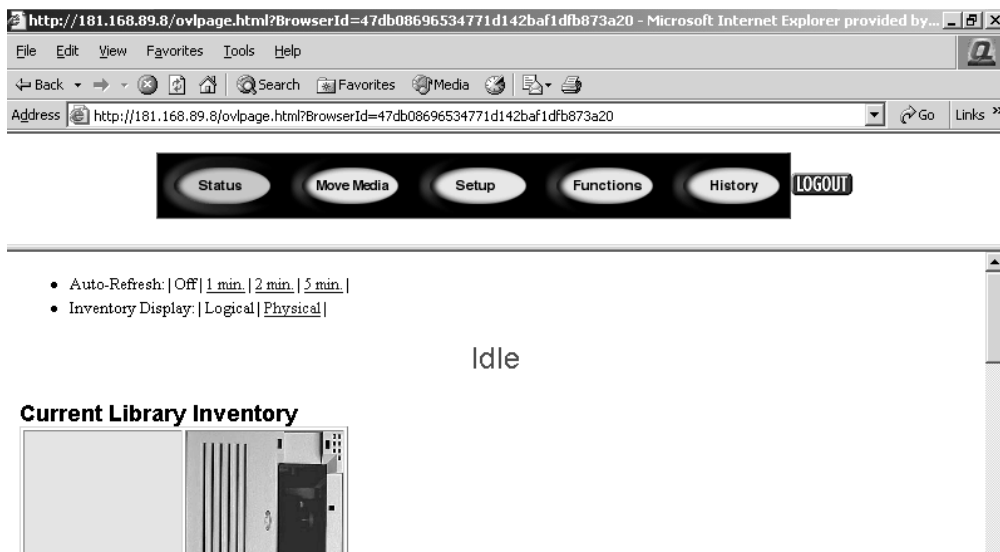 http://181.168.89.8/ovlpage.html?BrowserId=47db08696534771d142baf1dfb873a20 - Microsoft Internet Explorer provided by...
File Edit View Favorites Tools Help
Back Search Favorites Media
Address http://181.168.89.8/ovlpage.html?BrowserId=47db08696534771d142baf1dfb873a20 Go Links »
Status Move Media Setup Functions History LOGOUT
• Auto-Refresh: | Off | 1 min. | 2 min. | 5 min. |
• Inventory Display: | Logical | Physical |
Idle
Current Library Inventory